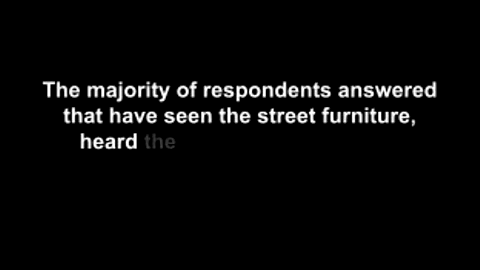 The majority of respondents answered
that have seen the street furniture,
heard the